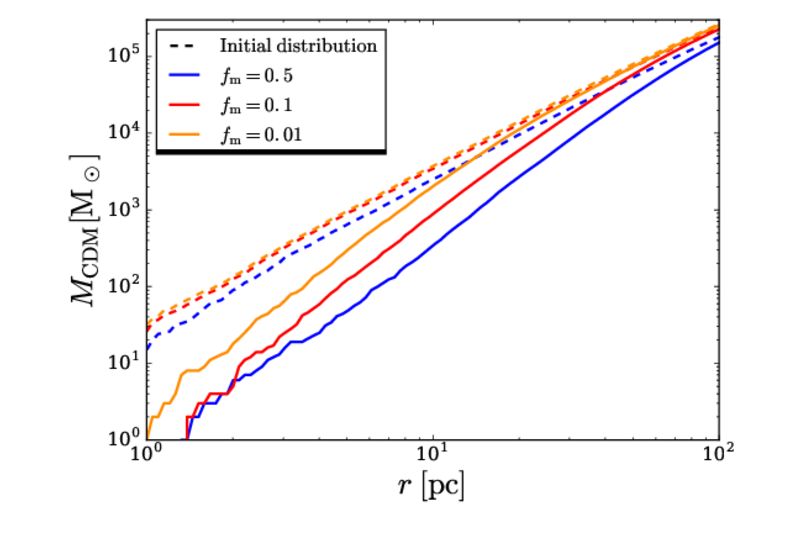 Initial distribution
f_m = 0.5
f_m = 0.1
f_m = 0.01
10^5
10^4
10^3
10^2
10^1
10^0
M_CDM [M_⊙]
10^0 10^1 10^2
r [pc]